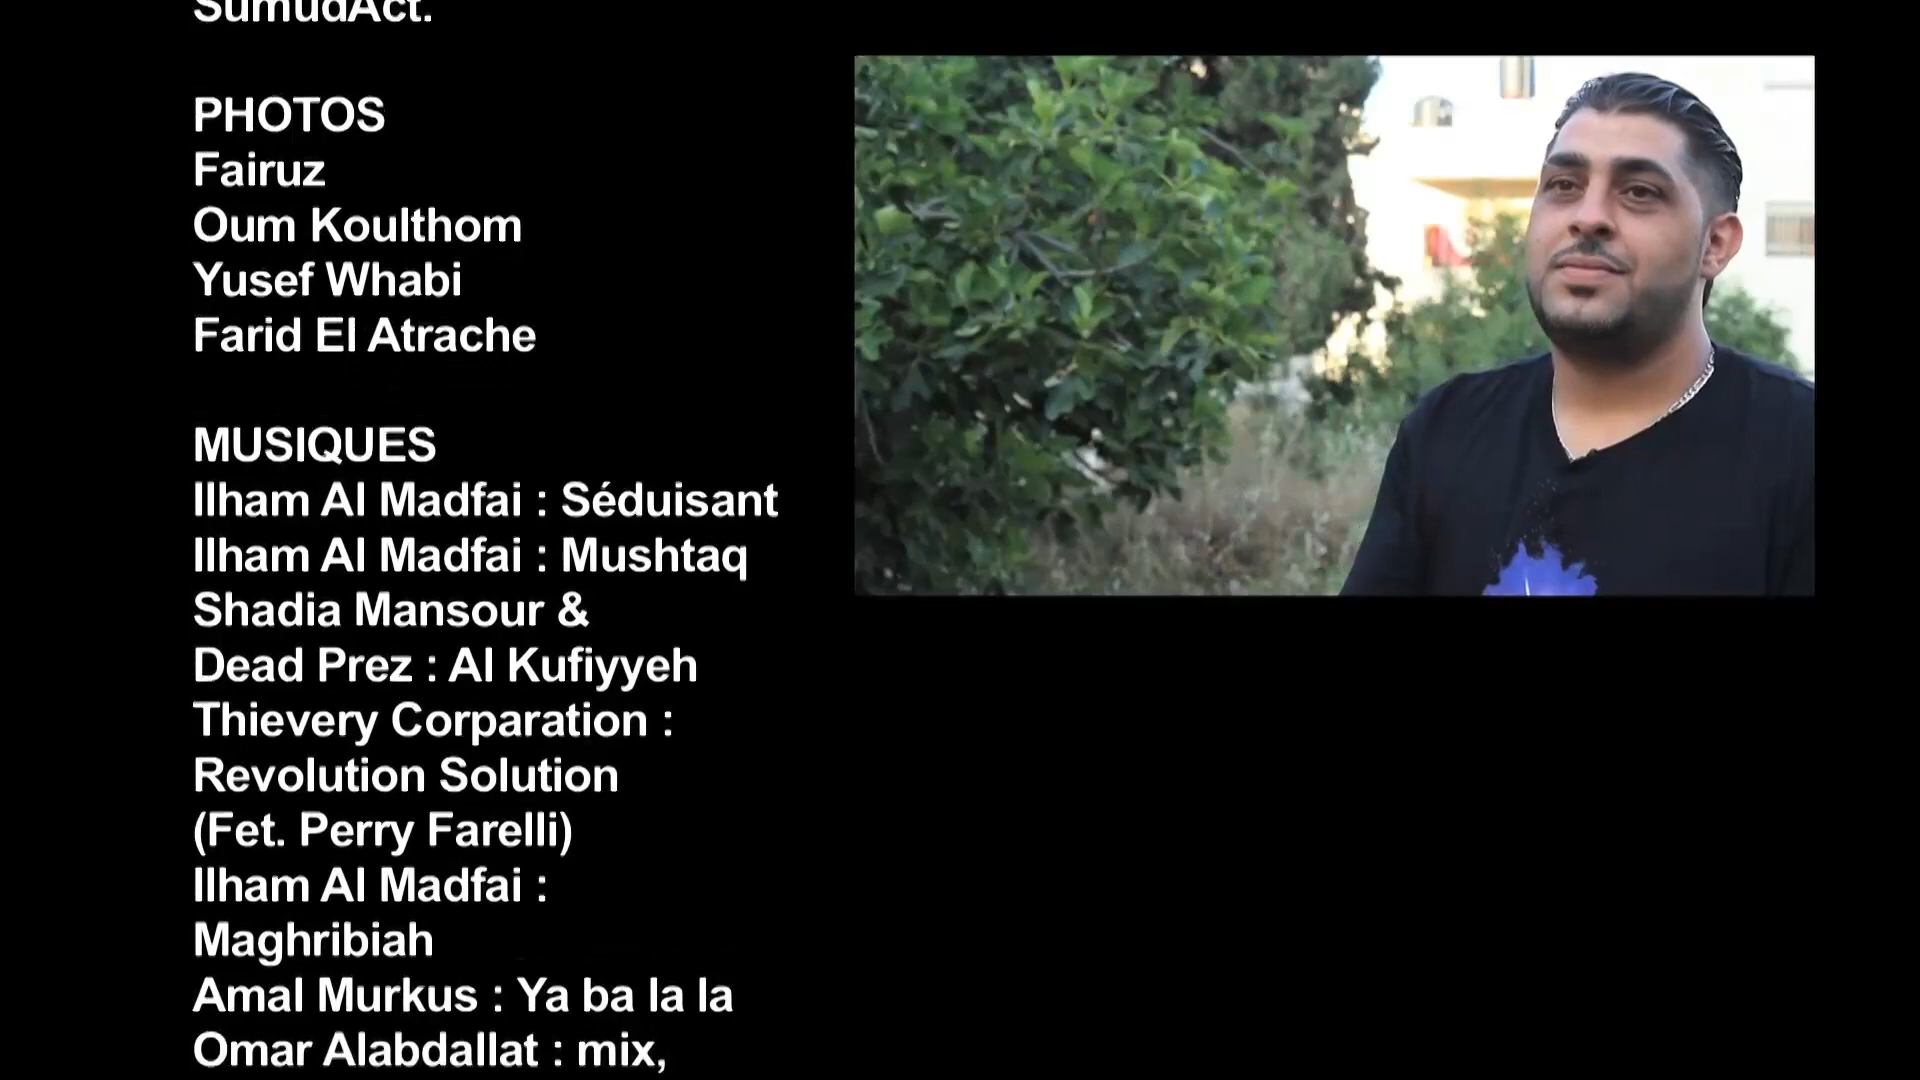 SumudAct.
PHOTOS
Fairuz
Oum Koulthom
Yusef Whabi
Farid El Atrache
MUSIQUES
Ilham Al Madfai : Séduisant
Ilham Al Madfai : Mushtaq
Shadia Mansour &
Dead Prez : Al Kufiyyeh
Thievery Corparation :
Revolution Solution
(Fet. Perry Farelli)
Ilham Al Madfai :
Maghribiah
Amal Murkus : Ya ba la la
Omar Alabdallat : mix,